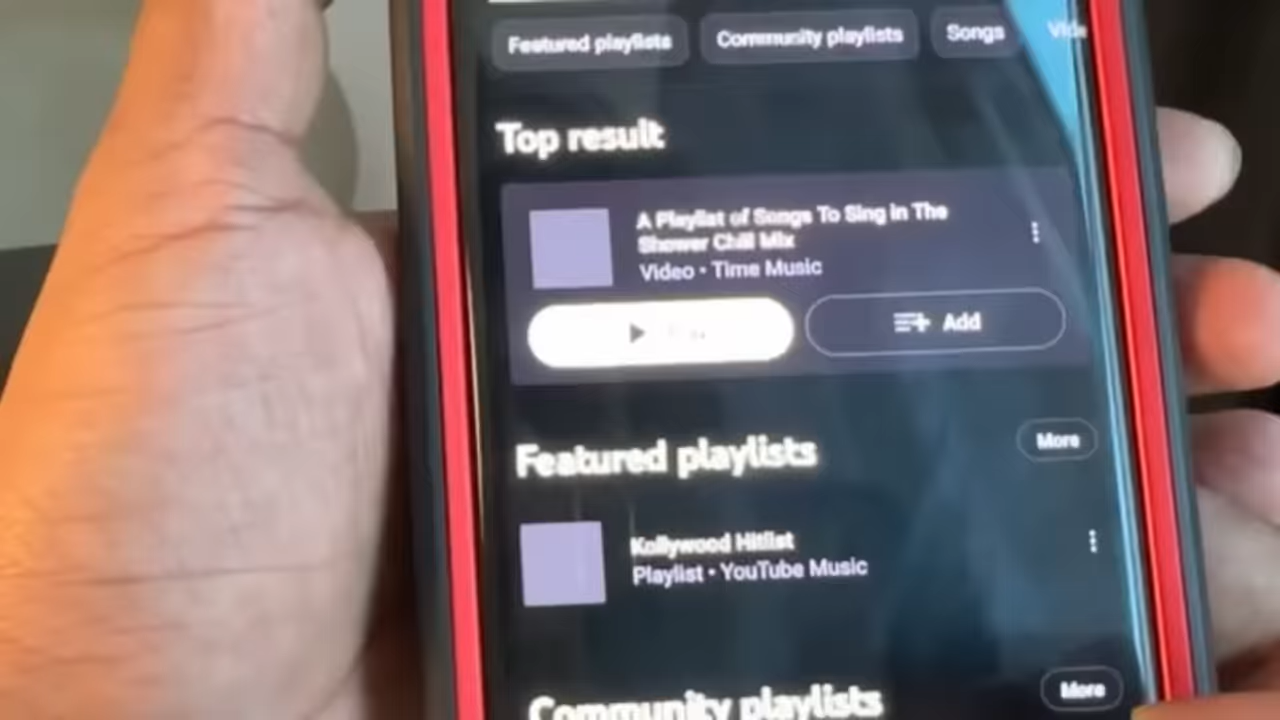 Featured playlists
Community playlists
Songs
Top result
A Playlist of Songs To Sing in The
Shower Chill Mix
Video • Time Music
Add
Featured playlists
More
Kollywood Hitlist
Playlist • YouTube Music
Community playlists
More